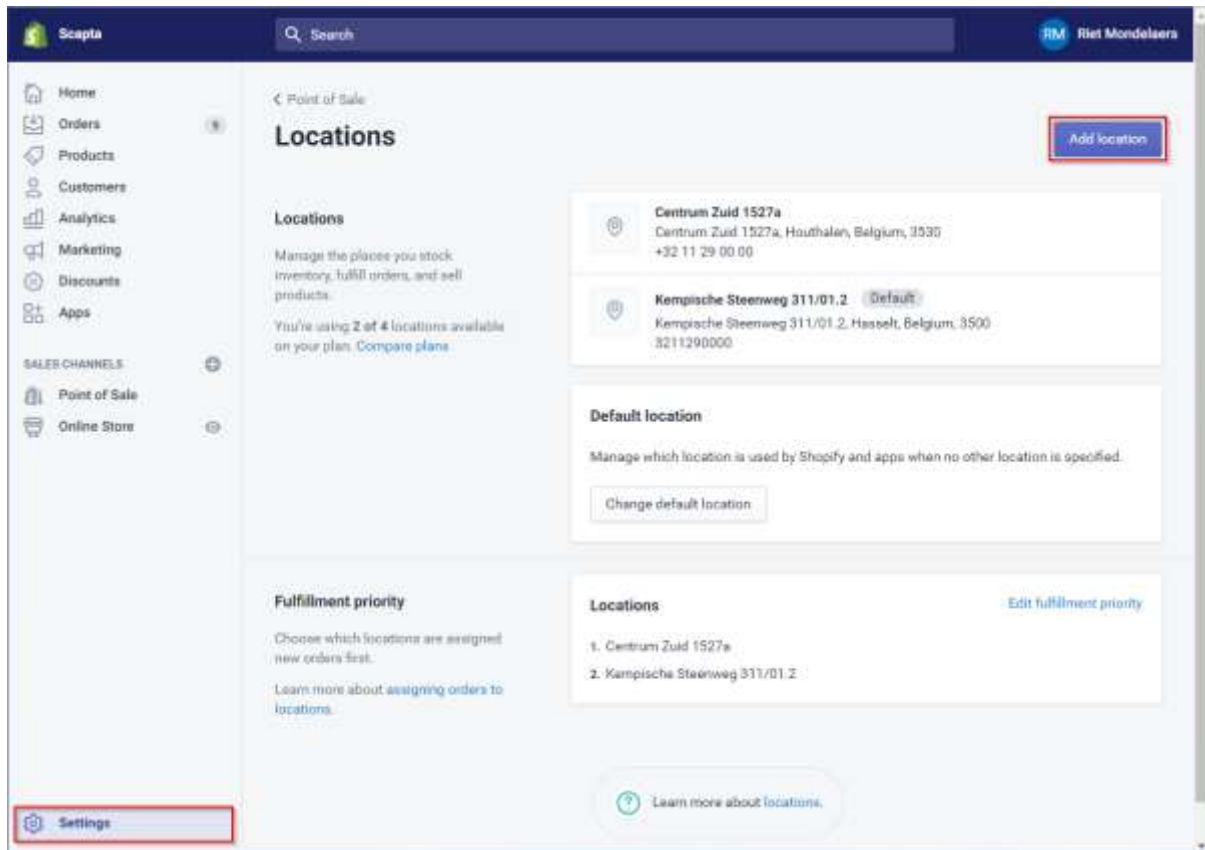 Scapta
Search
RM Riet Mondelaers
Home
Orders 9
Products
Customers
Analytics
Marketing
Discounts
Apps
SALES CHANNELS
Point of Sale
Online Store
Settings
Point of Sale
Locations
Add location
Locations
Manage the places you stock
inventory, fulfill orders, and sell
products.
You're using 2 of 4 locations available
on your plan. Compare plans
Centrum Zuid 1527a
Centrum Zuid 1527a, Houthalen, Belgium, 3530
+32 11 29 00 00
Kempische Steenweg 311/01.2 Default
Kempische Steenweg 311/01.2, Hasselt, Belgium, 3500
3211290000
Default location
Manage which location is used by Shopify and apps when no other location is specified.
Change default location
Fulfillment priority
Choose which locations are assigned
new orders first.
Learn more about assigning orders to
locations.
Locations
Edit fulfillment priority
1. Centrum Zuid 1527a
2. Kempische Steenweg 311/01.2
Learn more about locations.